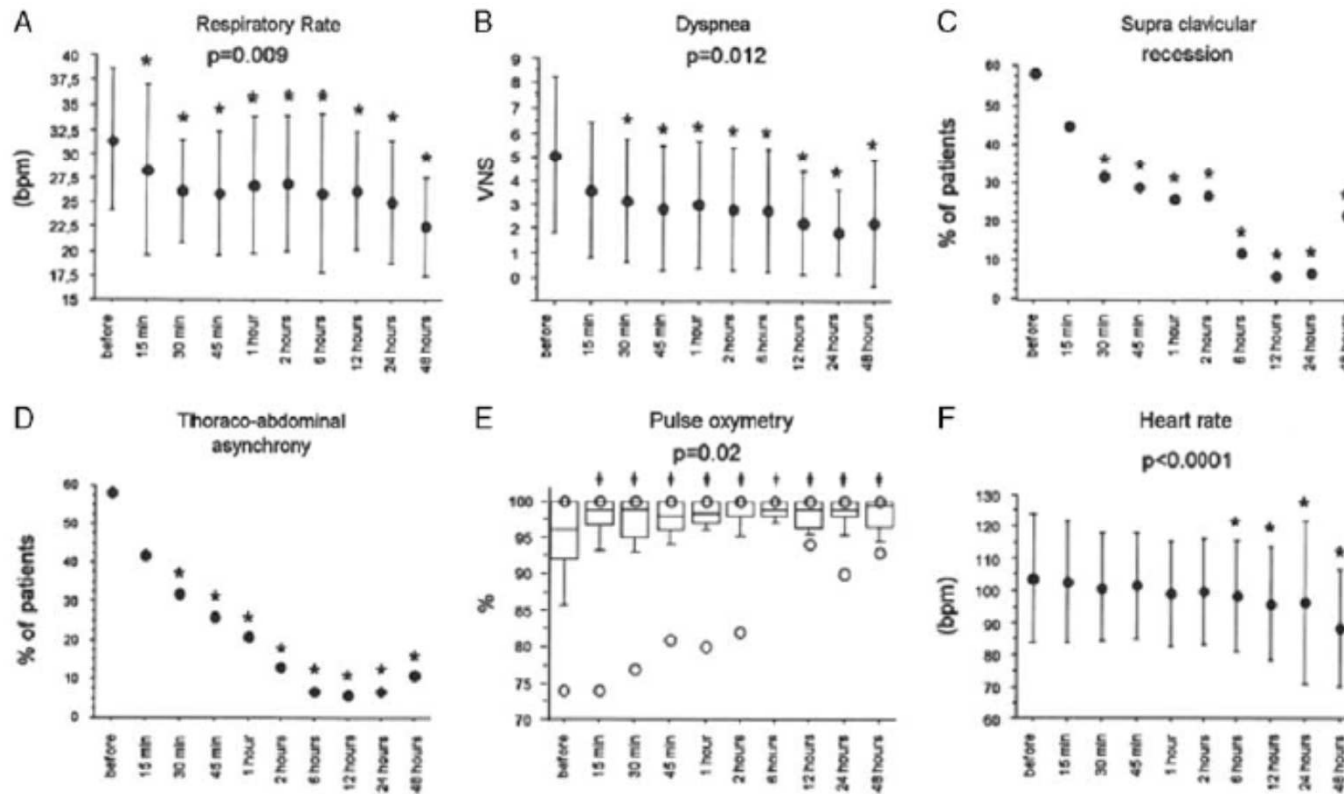 A
Respiratory Rate
p=0.009
(bpm)
40
37,5
35
32,5
30
27,5
25
22,5
20
17,5
15
before
15 min
30 min
45 min
1 hour
2 hours
6 hours
12 hours
24 hours
48 hours
B
Dyspnea
p=0.012
VNS
9
8
7
6
5
4
3
2
1
0
before
15 min
30 min
45 min
1 hour
2 hours
6 hours
12 hours
24 hours
48 hours
C
Supra clavicular
recession
% of patients
60
50
40
30
20
10
0
before
15 min
30 min
45 min
1 hour
2 hours
6 hours
12 hours
24 hours
48 hours
D
Thoraco-abdominal
asynchrony
% of patients
60
50
40
30
20
10
0
before
15 min
30 min
45 min
1 hour
2 hours
6 hours
12 hours
24 hours
48 hours
E
Pulse oxymetry
p=0.02
%
100
95
90
85
80
75
70
before
15 min
30 min
45 min
1 hour
2 hours
6 hours
12 hours
24 hours
48 hours
F
Heart rate
p<0.0001
(bpm)
130
120
110
100
90
80
70
60
before
15 min
30 min
45 min
1 hour
2 hours
6 hours
12 hours
24 hours
48 hours